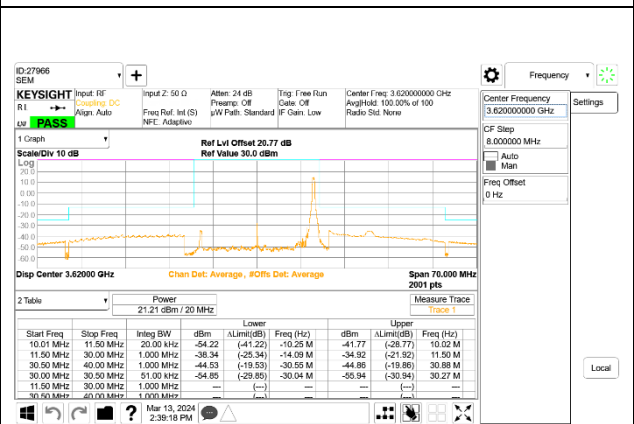 ID:27966
SEM
Frequency
KEYSIGHT Input: RF Input Z: 50 Ω Atten: 24 dB Trig: Free Run Center Freq: 3.620000000 GHz
Coupling: DC Preamp: Off Gate: Off Avg|Hold: 100.00% of 100
Align: Auto Freq Ref: Int (S) µW Path: Standard IF Gain: Low Radio Std: None
PASS NFE: Adaptive
Center Frequency
3.620000000 GHz
Settings
CF Step
8.000000 MHz
Auto
Man
Freq Offset
0 Hz
1 Graph
Ref Lvl Offset 20.77 dB
Scale/Div 10 dB Ref Value 30.0 dBm
Log
20.0
10.0
0.00
-10.0
-20.0
-30.0
-40.0
-50.0
-60.0
Disp Center 3.62000 GHz Chan Det: Average, #Offs Det: Average Span 70.000 MHz
2001 pts
2 Table
Power
21.21 dBm / 20 MHz
Measure Trace
Trace 1
Lower Upper
Start Freq Stop Freq Integ BW dBm ΔLimit(dB) Freq (Hz) dBm ΔLimit(dB) Freq (Hz)
10.01 MHz 11.50 MHz 20.00 kHz -54.22 (-41.22) -10.25 M -41.77 (-28.77) 10.02 M
11.50 MHz 30.00 MHz 1.000 MHz -38.34 (-25.34) -14.09 M -34.92 (-21.92) 11.50 M
30.50 MHz 40.00 MHz 1.000 MHz -44.53 (-19.53) -30.55 M -44.86 (-19.86) 30.88 M
30.00 MHz 30.50 MHz 51.00 kHz -54.85 (-29.85) -30.04 M -55.94 (-30.94) 30.27 M
11.50 MHz 30.00 MHz 1.000 MHz --- (---) --- --- (---) ---
30.50 MHz 40.00 MHz 1.000 MHz --- (---) --- --- (---) ---
Local
? Mar 13, 2024
2:39:18 PM